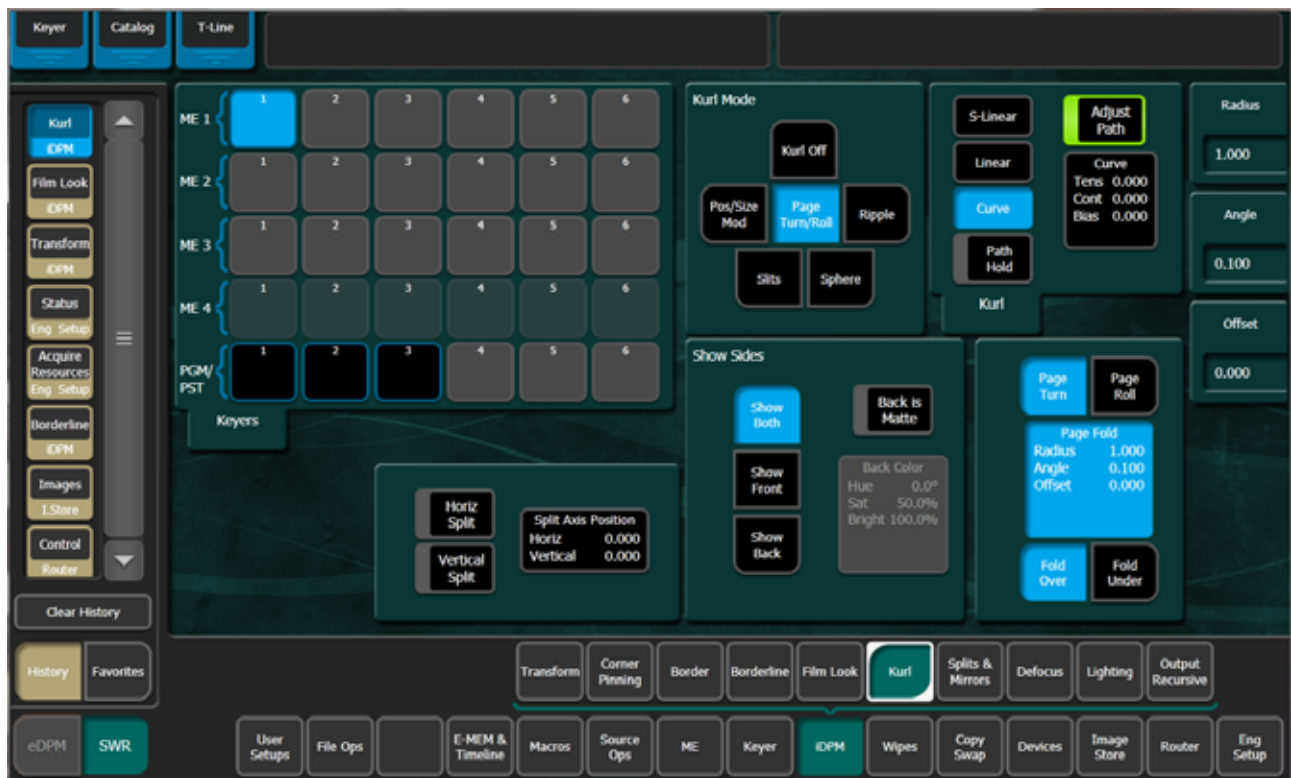 Keyer
Catalog
T-Line
Kurl
iDPM
Film Look
iDPM
Transform
iDPM
Status
Eng Setup
Acquire
Resources
Eng Setup
Borderline
iDPM
Images
I.Store
Control
Router
Clear History
History
Favorites
eDPM
SWR
ME 1
1 2 3 4 5 6
ME 2
1 2 3 4 5 6
ME 3
1 2 3 4 5 6
ME 4
1 2 3 4 5 6
PGM/
PST
1 2 3 4 5 6
Keyers
Horiz
Split
Vertical
Split
Split Axis Position
Horiz 0.000
Vertical 0.000
Kurl Mode
Kurl Off
Pos/Size
Mod
Page
Turn/Roll
Ripple
Slits
Sphere
S-Linear
Linear
Curve
Path
Hold
Adjust
Path
Curve
Tens 0.000
Cont 0.000
Bias 0.000
Kurl
Radius
1.000
Angle
0.100
Offset
0.000
Show Sides
Show
Both
Show
Front
Show
Back
Back is
Matte
Back Color
Hue 0.0°
Sat 50.0%
Bright 100.0%
Page
Turn
Page
Roll
Page Fold
Radius 1.000
Angle 0.100
Offset 0.000
Fold
Over
Fold
Under
Transform
Corner
Pinning
Border
Borderline
Film Look
Kurl
Splits &
Mirrors
Defocus
Lighting
Output
Recursive
User
Setups
File Ops
E-MEM &
Timeline
Macros
Source
Ops
ME
Keyer
iDPM
Wipes
Copy
Swap
Devices
Image
Store
Router
Eng
Setup